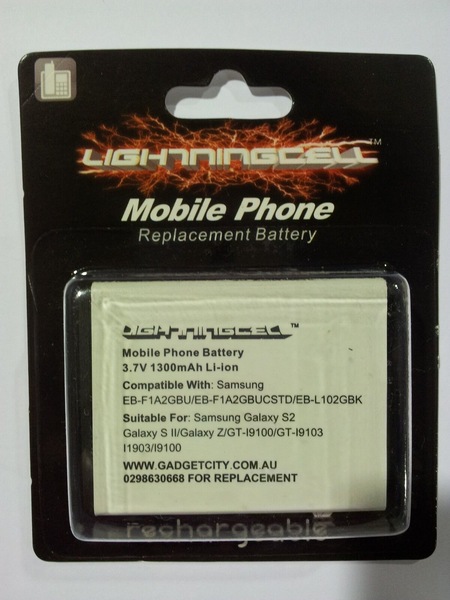 LIGHTNINGCELL™
Mobile Phone
Replacement Battery
LIGHTNINGCELL™
Mobile Phone Battery
3.7V 1300mAh Li-ion
Compatible With: Samsung
EB-F1A2GBU/EB-F1A2GBUCSTD/EB-L102GBK
Suitable For: Samsung Galaxy S2
Galaxy S II/Galaxy Z/GT-I9100/GT-I9103
I1903/I9100
WWW.GADGETCITY.COM.AU
0298630668 FOR REPLACEMENT
rechargeable